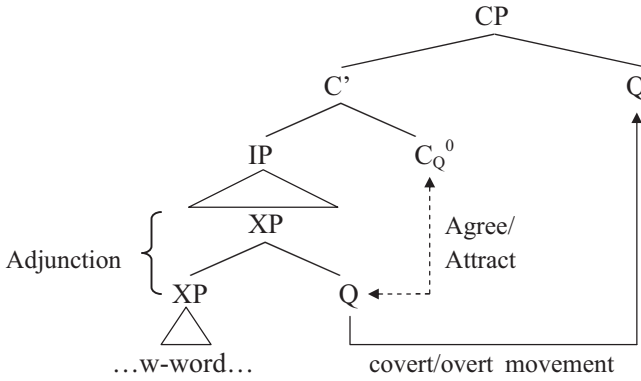 CP
C’ Q
IP C_Q^0
XP
Agree/
Attract
Adjunction
XP Q
…w-word…
covert/overt movement